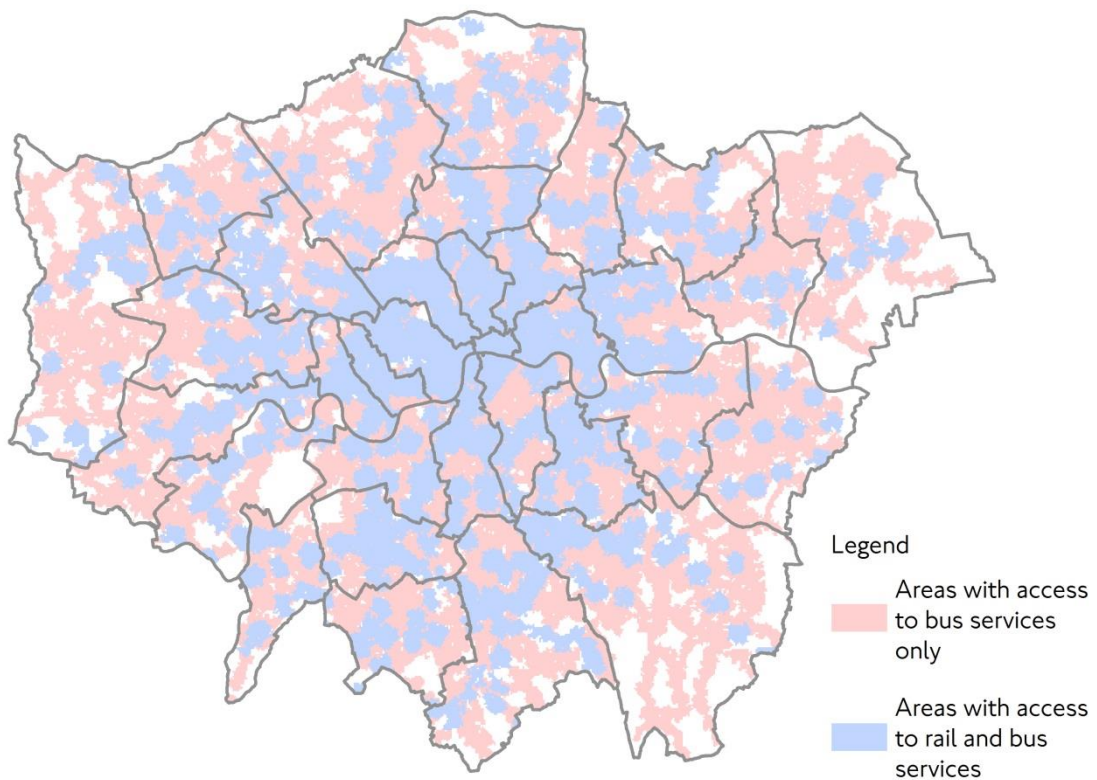 Legend
Areas with access
to bus services
only
Areas with access
to rail and bus
services